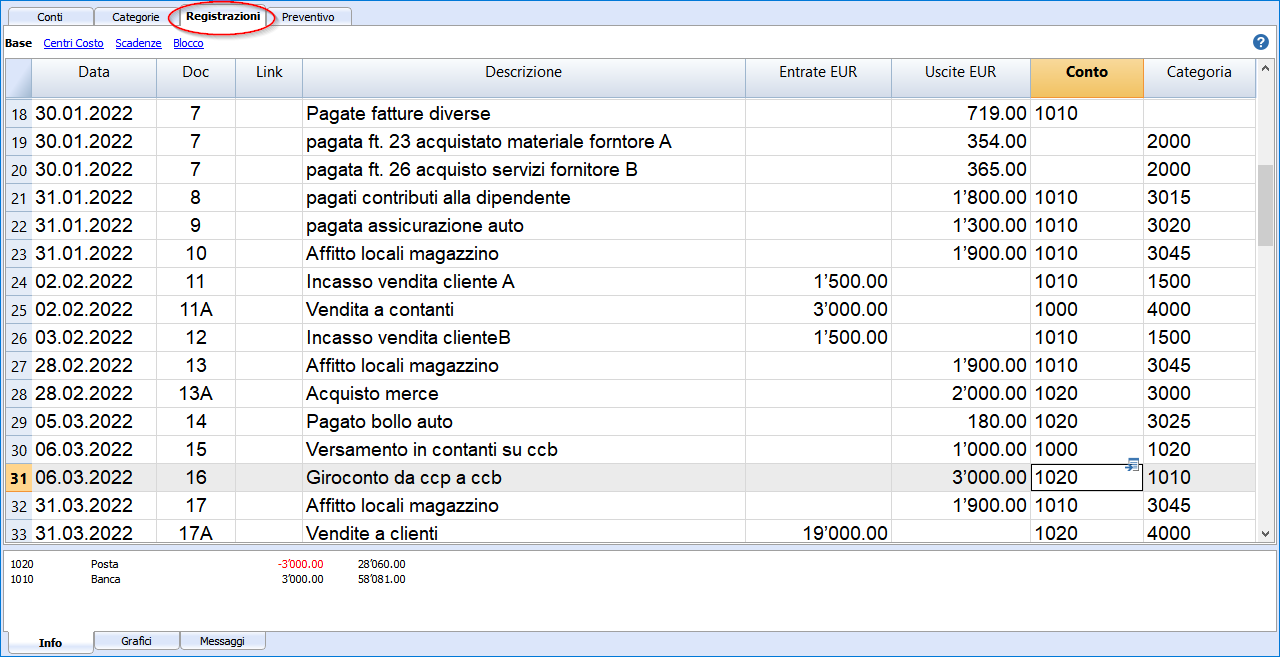 Conti Categorie Registrazioni Preventivo
Base Centri Costo Scadenze Blocco ?
Data Doc Link Descrizione Entrate EUR Uscite EUR Conto Categoria
18 30.01.2022 7 Pagate fatture diverse 719.00 1010
19 30.01.2022 7 pagata ft. 23 acquistato materiale forntore A 354.00 2000
20 30.01.2022 7 pagata ft. 26 acquisto servizi fornitore B 365.00 2000
21 31.01.2022 8 pagati contributi alla dipendente 1’800.00 1010 3015
22 31.01.2022 9 pagata assicurazione auto 1’300.00 1010 3020
23 31.01.2022 10 Affitto locali magazzino 1’900.00 1010 3045
24 02.02.2022 11 Incasso vendita cliente A 1’500.00 1010 1500
25 02.02.2022 11A Vendita a contanti 3’000.00 1000 4000
26 03.02.2022 12 Incasso vendita clienteB 1’500.00 1010 1500
27 28.02.2022 13 Affitto locali magazzino 1’900.00 1010 3045
28 28.02.2022 13A Acquisto merce 2’000.00 1020 3000
29 05.03.2022 14 Pagato bollo auto 180.00 1020 3025
30 06.03.2022 15 Versamento in contanti su ccb 1’000.00 1000 1020
31 06.03.2022 16 Giroconto da ccp a ccb 3’000.00 1020 1010
32 31.03.2022 17 Affitto locali magazzino 1’900.00 1010 3045
33 31.03.2022 17A Vendite a clienti 19’000.00 1020 4000
1020 Posta -3’000.00 28’060.00
1010 Banca 3’000.00 58’081.00
Info Grafici Messaggi